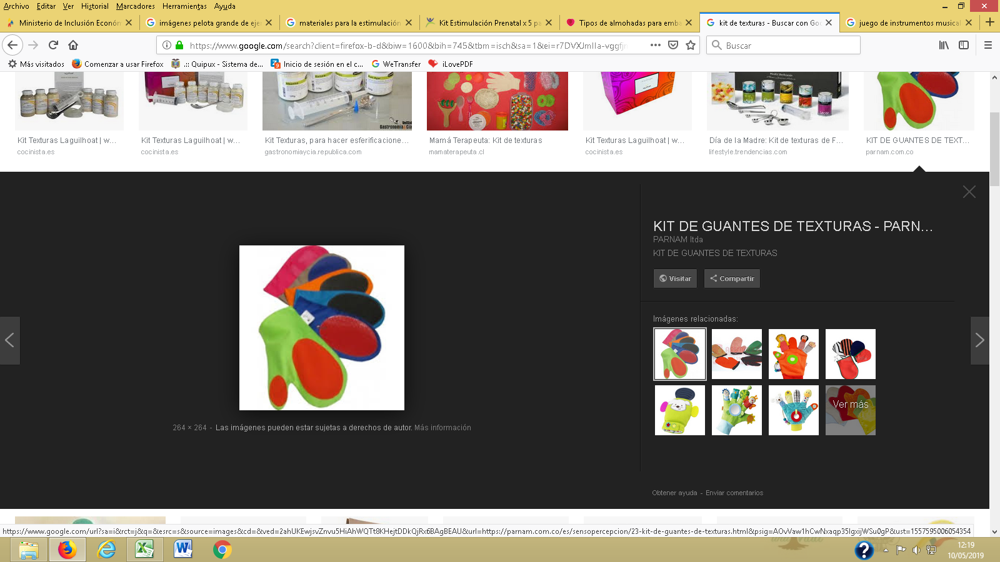 Archivo Editar Ver Historial Marcadores Herramientas Ayuda
Ministerio de Inclusión Económ
imágenes pelota grande de ejer
materiales para la estimulación
Kit Estimulación Prenatal x 5 pa
Tipos de almohadas para emba
kit de texturas - Buscar con Goo
juego de instrumentos musical
https://www.google.com/search?client=firefox-b-d&biw=1600&bih=745&tbm=isch&sa=1&ei=r7DVXJmIIa-vggfjn
Buscar
Más visitados Comenzar a usar Firefox .:: Quipux - Sistema de... Inicio de sesión en el c... WeTransfer iLovePDF
Kit Texturas Laguilhoat | w...
cocinista.es
Kit Texturas Laguilhoat | w...
cocinista.es
Kit Texturas, para hacer esferificacione...
gastronomiaycia.republica.com
Mamá Terapeuta: Kit de texturas
mamaterapeuta.cl
Kit Texturas Laguilhoat | w...
cocinista.es
Día de la Madre: Kit de texturas de F...
lifestyle.trendencias.com
KIT DE GUANTES DE TEXT...
parnam.com.co
KIT DE GUANTES DE TEXTURAS - PARN...
PARNAM ltda
KIT DE GUANTES DE TEXTURAS
Visitar Compartir
Imágenes relacionadas:
Ver más
264 × 264 - Las imágenes pueden estar sujetas a derechos de autor. Más información
Obtener ayuda - Enviar comentarios
https://www.google.com/url?sa=i&rct=j&q=&esrc=s&source=images&cd=&ved=2ahUKEwjsvZnvu5HiAhWQTt8KHejtDDkQjRx6BAgBEAU&url=https://parnam.com.co/es/sensopercepcion/23-kit-de-guantes-de-texturas.html&psig=AOvVaw1hCwNxaqp35IgxijWSu0gP&ust=1557595006054354
12:19
10/05/2019